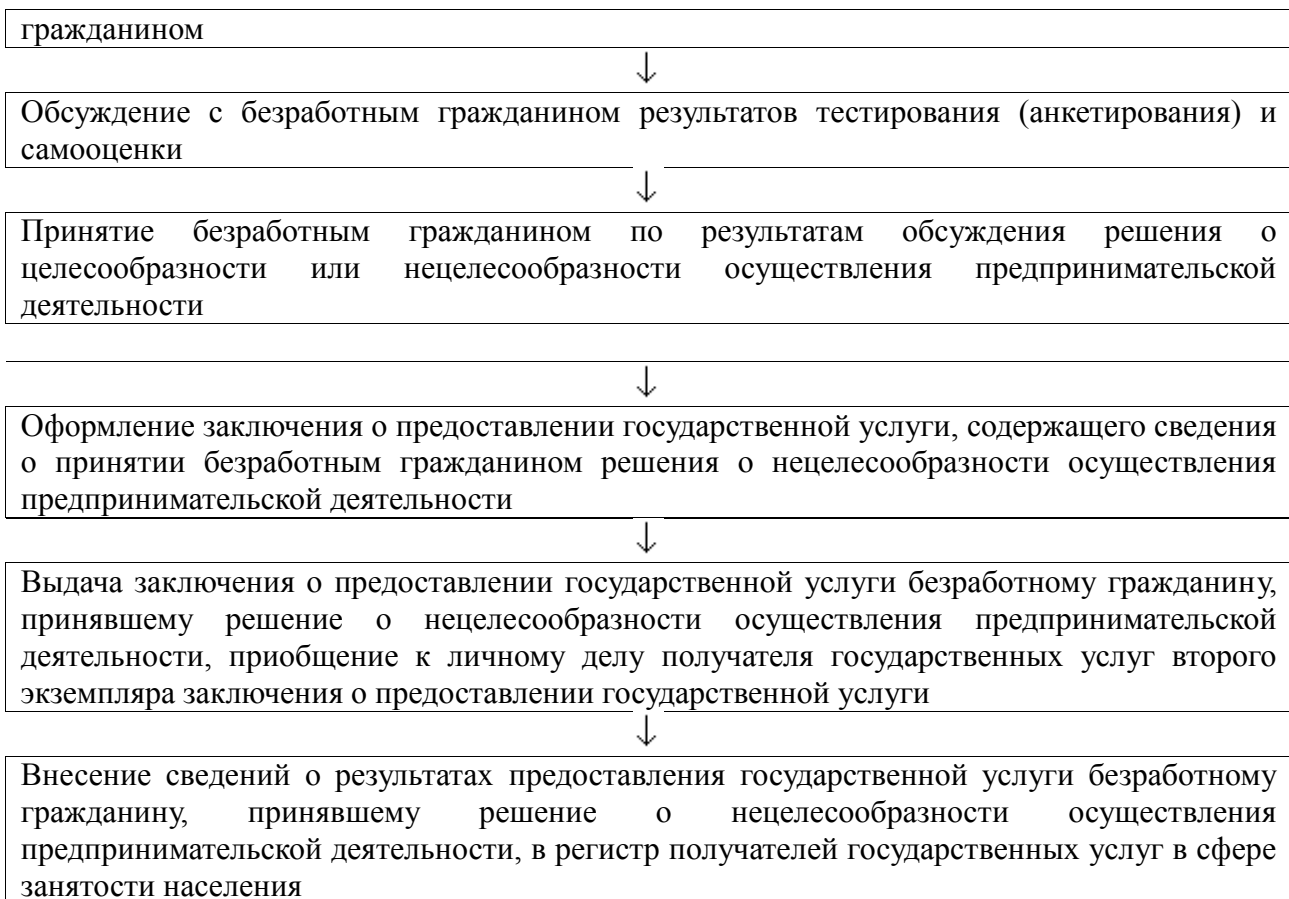 гражданином
↓
Обсуждение с безработным гражданином результатов тестирования (анкетирования) и
самооценки
↓
Принятие безработным гражданином по результатам обсуждения решения о
целесообразности или нецелесообразности осуществления предпринимательской
деятельности
↓
Оформление заключения о предоставлении государственной услуги, содержащего сведения
о принятии безработным гражданином решения о нецелесообразности осуществления
предпринимательской деятельности
↓
Выдача заключения о предоставлении государственной услуги безработному гражданину,
принявшему решение о нецелесообразности осуществления предпринимательской
деятельности, приобщение к личному делу получателя государственных услуг второго
экземпляра заключения о предоставлении государственной услуги
↓
Внесение сведений о результатах предоставления государственной услуги безработному
гражданину, принявшему решение о нецелесообразности осуществления
предпринимательской деятельности, в регистр получателей государственных услуг в сфере
занятости населения